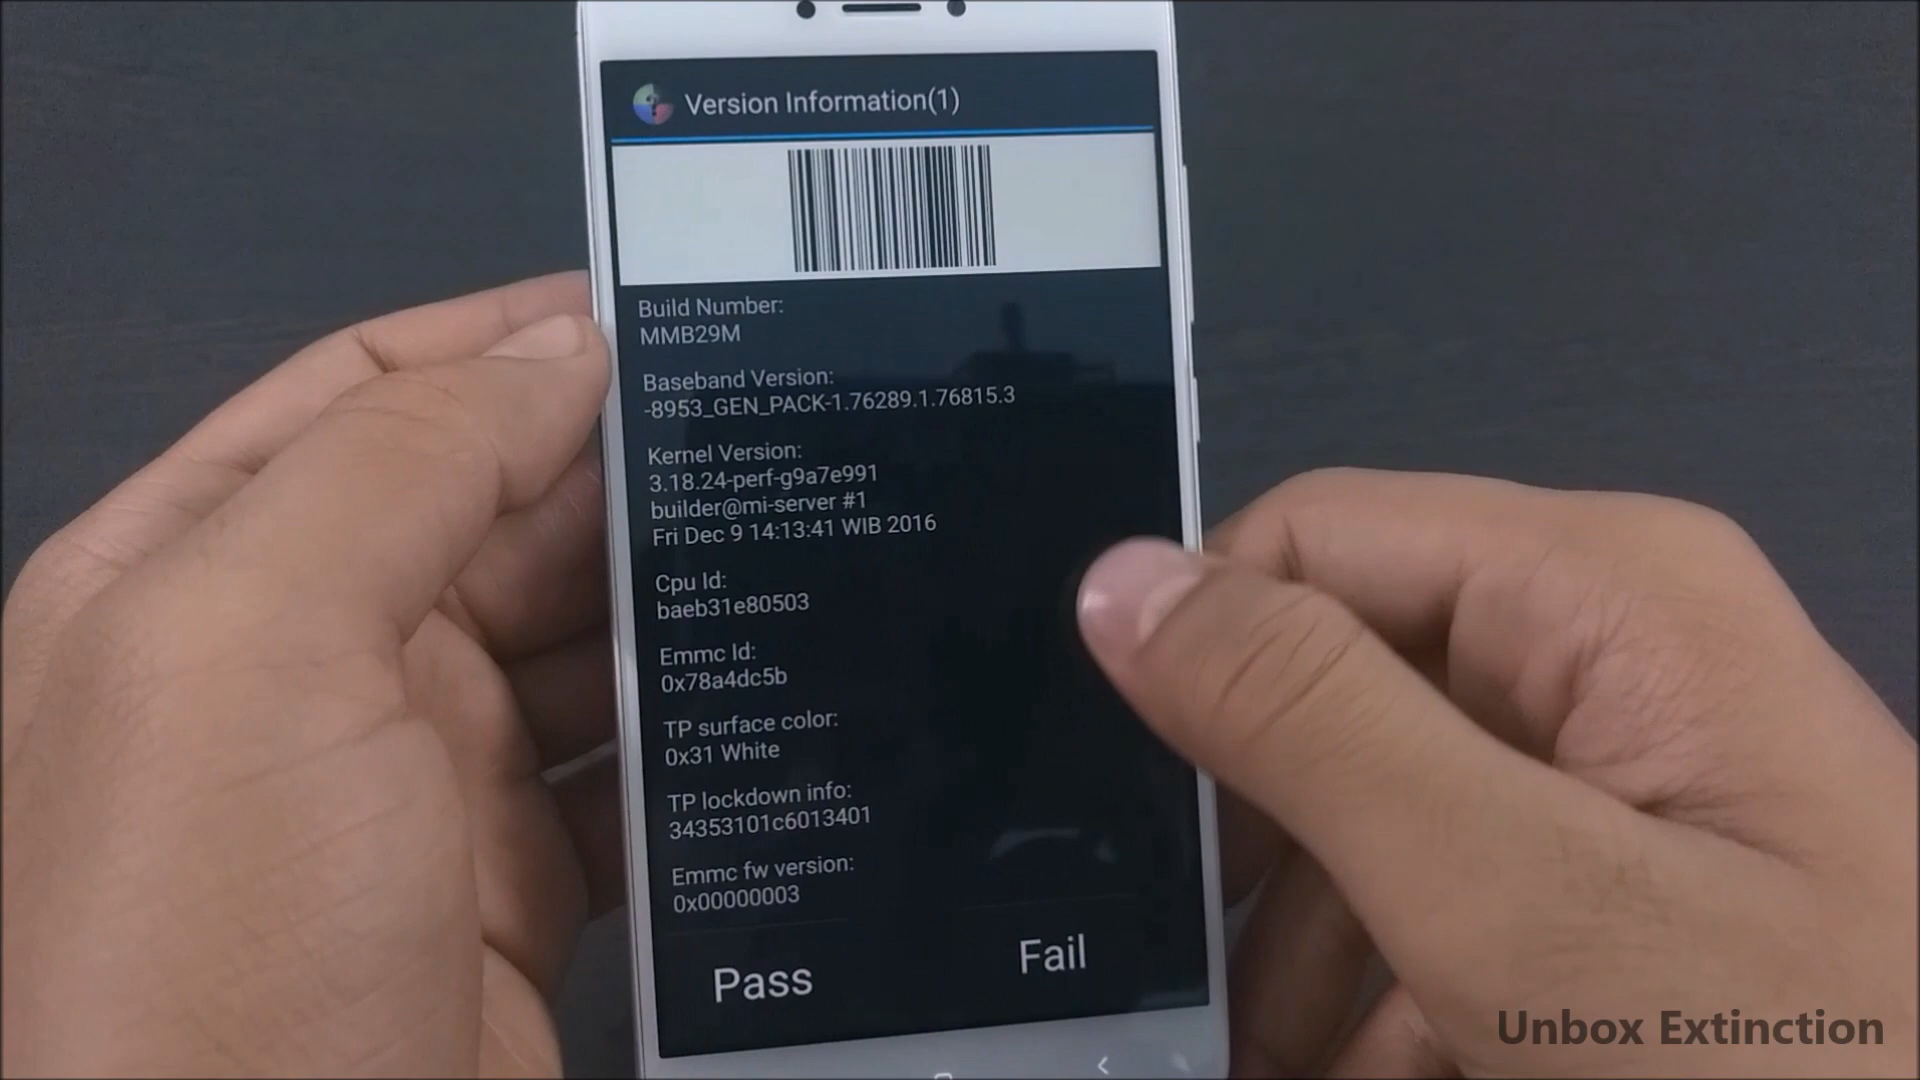 Version Information(1)
Build Number:
MMB29M
Baseband Version:
-8953_GEN_PACK-1.76289.1.76815.3
Kernel Version:
3.18.24-perf-g9a7e991
builder@mi-server #1
Fri Dec 9 14:13:41 WIB 2016
Cpu Id:
baeb31e80503
Emmc Id:
0x78a4dc5b
TP surface color:
0x31 White
TP lockdown info:
34353101c6013401
Emmc fw version:
0x00000003
Pass
Fail
Unbox Extinction